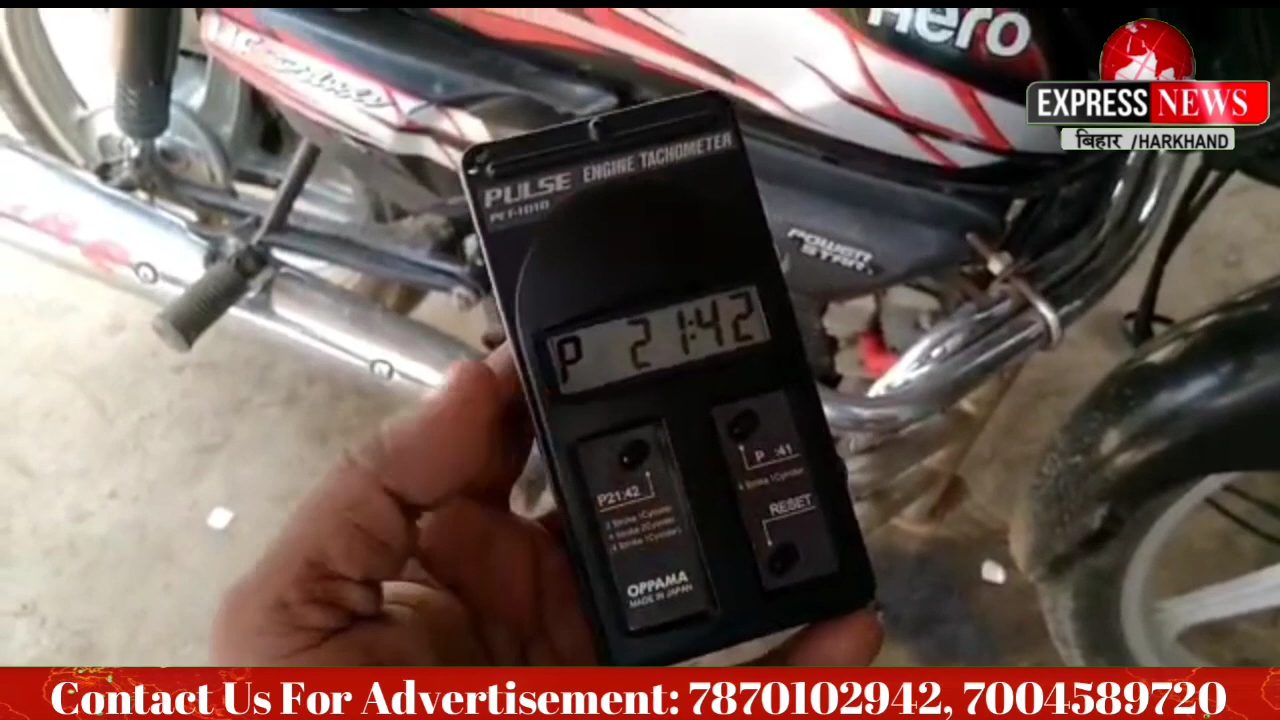 Hero
EXPRESS NEWS
बिहार /HARKHAND
PULSE ENGINE TACHOMETER
PET-1010
POWER
STAR.
P 21:42
P :41
4 Stroke 1Cylinder
P21:42
2 Stroke 1Cylinder
4 Stroke 2Cylinder
(4 Stroke 1Cylinder)
RESET
OPPAMA
MADE IN JAPAN
Contact Us For Advertisement: 7870102942, 7004589720